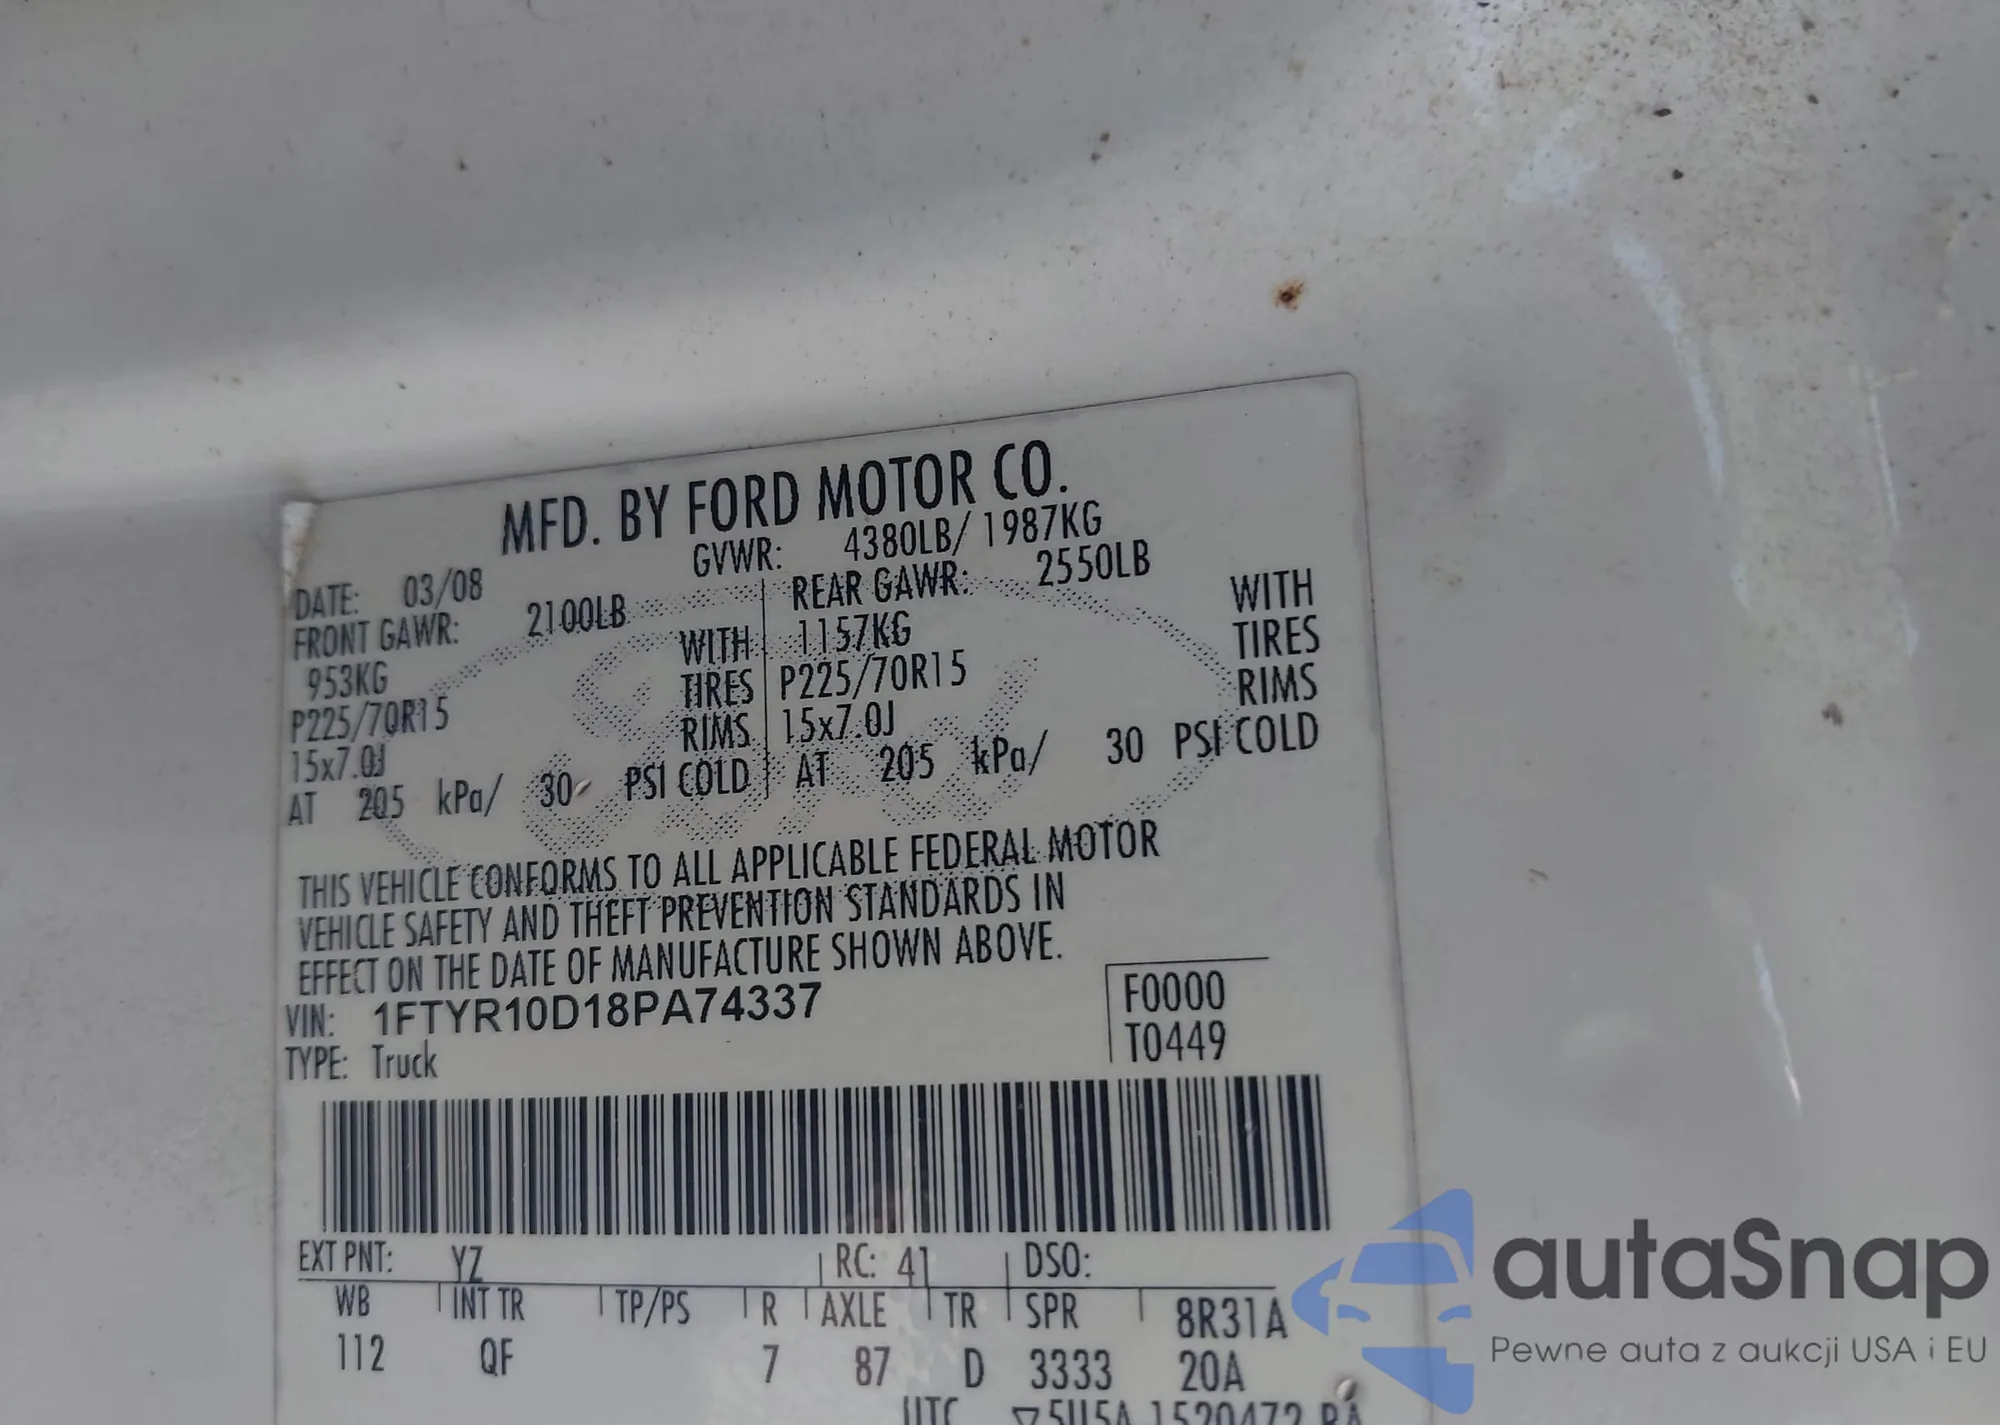 MFD. BY FORD MOTOR CO.
DATE: 03/08 GVWR: 4380LB/ 1987KG
FRONT GAWR: 2100LB REAR GAWR: 2550LB
953KG WITH 1157KG WITH
P225/70R15 TIRES P225/70R15 TIRES
15x7.0J RIMS 15x7.0J RIMS
AT 205 kPa/ 30 PSI COLD AT 205 kPa/ 30 PSI COLD
THIS VEHICLE CONFORMS TO ALL APPLICABLE FEDERAL MOTOR
VEHICLE SAFETY AND THEFT PREVENTION STANDARDS IN
EFFECT ON THE DATE OF MANUFACTURE SHOWN ABOVE.
VIN: 1FTYR10D18PA74337 F0000
TYPE: Truck T0449
EXT PNT: YZ RC: 41 DSO:
WB INT TR TP/PS R AXLE TR SPR 8R31A
112 QF 7 87 D 3333 20A
UTC ▽5U5A 1520472 BA
autaSnap
Pewne auta z aukcji USA i EU